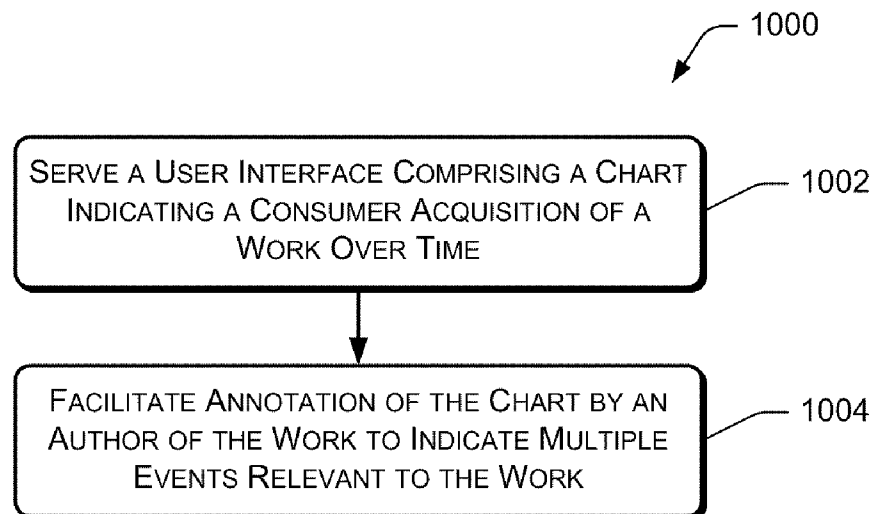 1000
SERVE A USER INTERFACE COMPRISING A CHART
INDICATING A CONSUMER ACQUISITION OF A
WORK OVER TIME
1002
FACILITATE ANNOTATION OF THE CHART BY AN
AUTHOR OF THE WORK TO INDICATE MULTIPLE
EVENTS RELEVANT TO THE WORK
1004